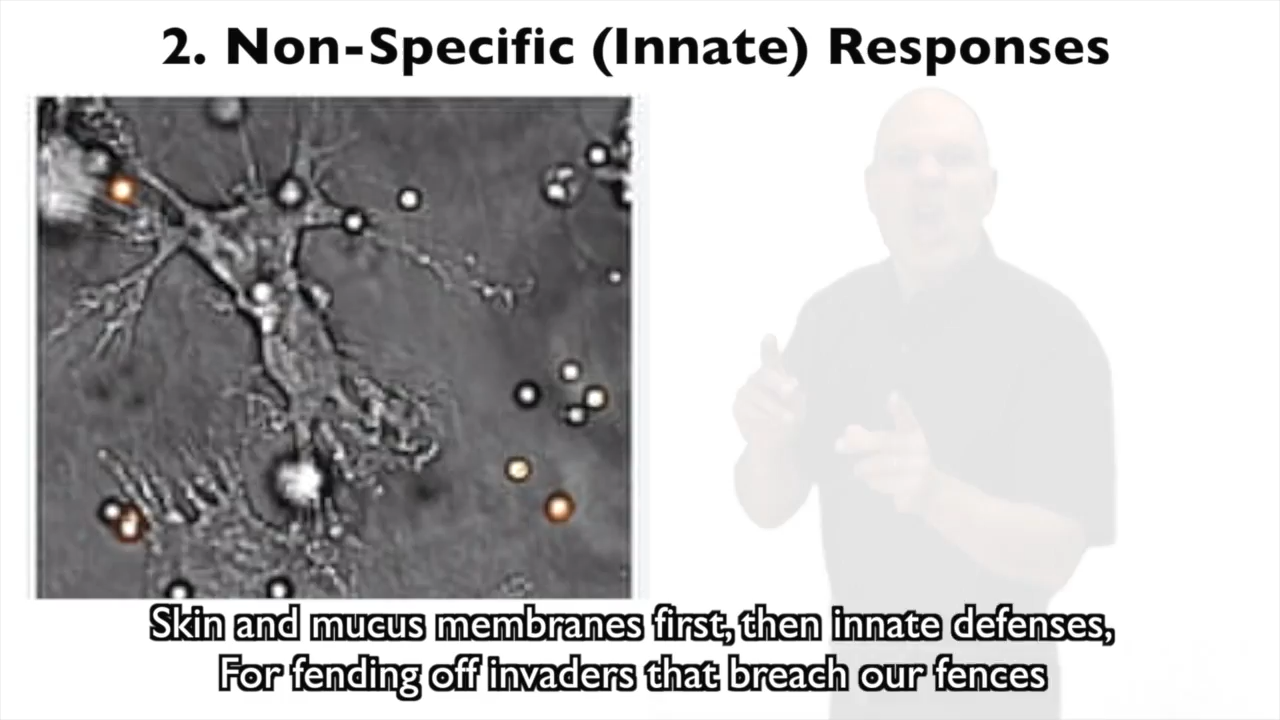 2. Non-Specific (Innate) Responses
Skin and mucus membranes first, then innate defenses,
For fending off invaders that breach our fences